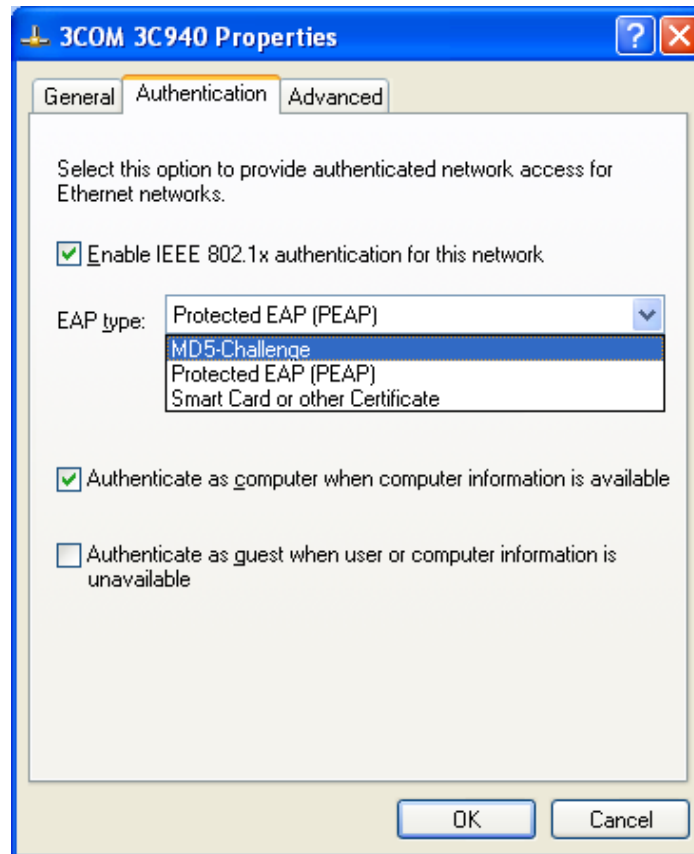 3COM 3C940 Properties
General Authentication Advanced
Select this option to provide authenticated network access for
Ethernet networks.
Enable IEEE 802.1x authentication for this network
EAP type: Protected EAP (PEAP)
MD5-Challenge
Protected EAP (PEAP)
Smart Card or other Certificate
Authenticate as computer when computer information is available
Authenticate as guest when user or computer information is
unavailable
OK Cancel